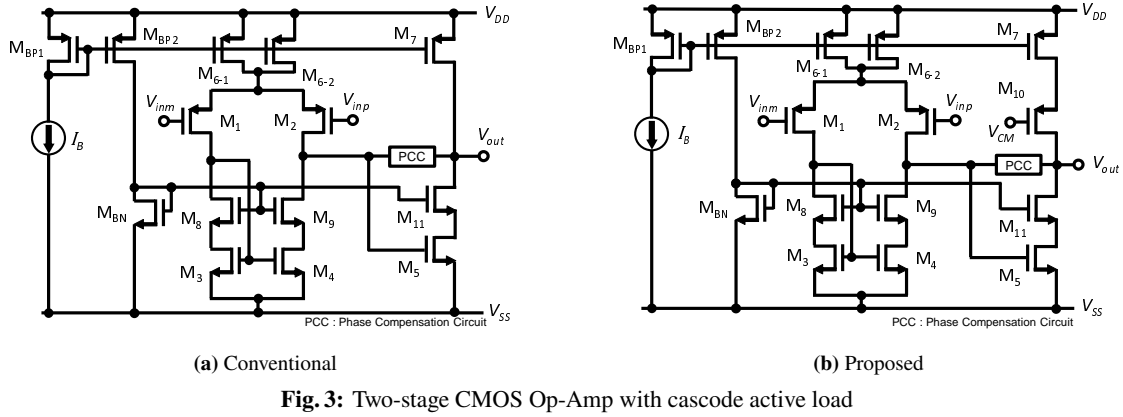 V_DD
M_BP1
M_BP2
M_6-1
M_6-2
M_7
V_inm
V_inp
M_1
M_2
I_B
V_out
PCC
M_BN
M_8
M_9
M_11
M_3
M_4
M_5
V_SS
PCC : Phase Compensation Circuit
(a) Conventional
V_DD
M_BP1
M_BP2
M_6-1
M_6-2
M_7
M_10
V_inm
V_inp
M_1
M_2
V_CM
I_B
PCC
V_out
M_BN
M_8
M_9
M_11
M_3
M_4
M_5
V_SS
PCC : Phase Compensation Circuit
(b) Proposed
Fig. 3: Two-stage CMOS Op-Amp with cascode active load